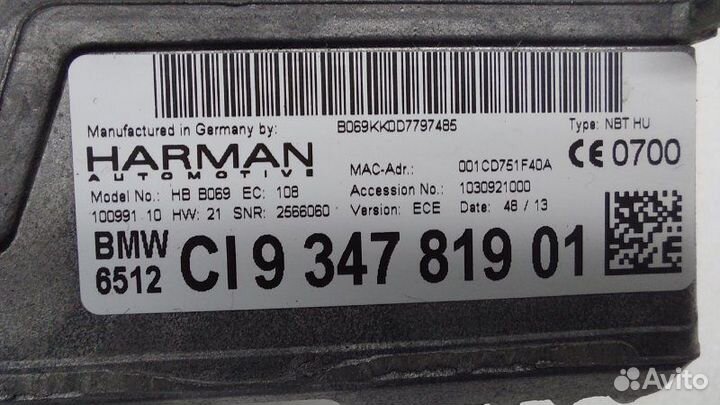 B069KK0D7797485
Manufactured in Germany by:
Type: NBT HU
HARMAN
AUTOMOTIVE
MAC-Adr.: 001CD751F40A
CE 0700
Model No.: HB B069 EC: 108
Accession No.: 1030921000
100991 10 HW: 21 SNR: 2566060
Version: ECE Date: 48 / 13
BMW
6512
CI 9 347 819 01
Avito